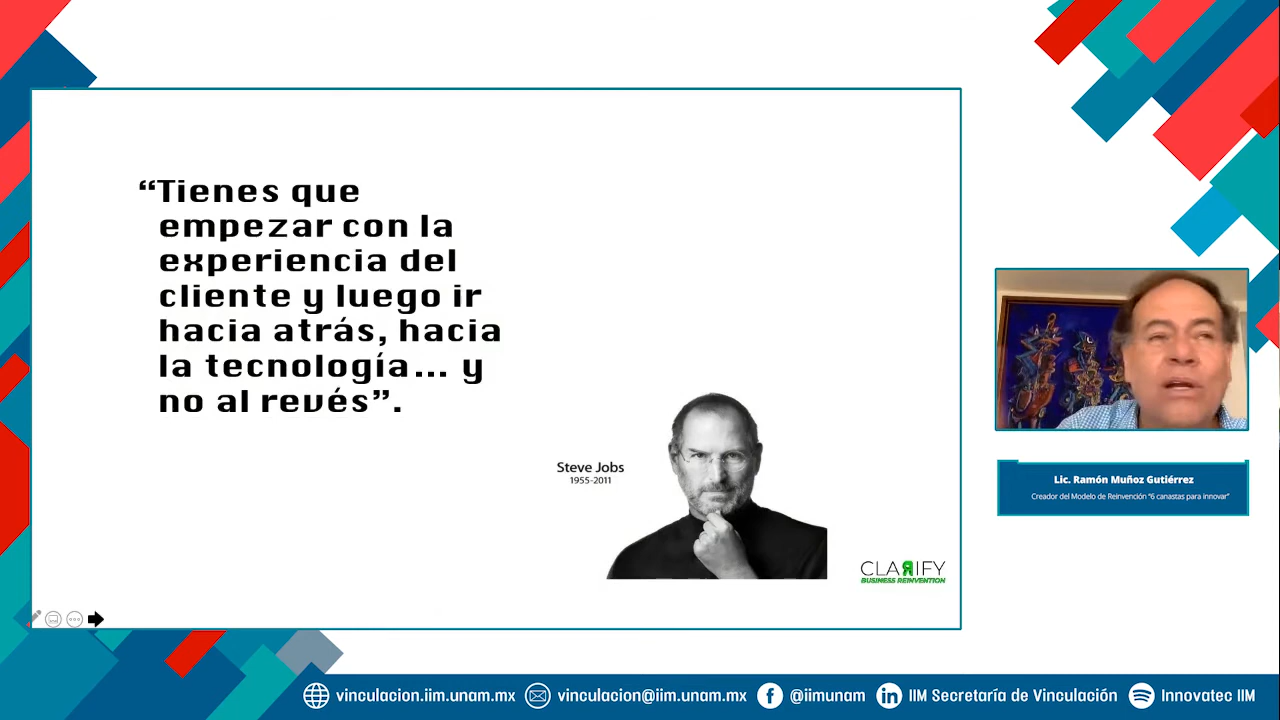 “Tienes que
empezar con la
experiencia del
cliente y luego ir
hacia atrás, hacia
la tecnología... y
no al revés”.
Steve Jobs
1955-2011
CLARIFY
BUSINESS REINVENTION
Lic. Ramón Muñoz Gutiérrez
Creador del Modelo de Reinvención “6 canastas para innovar”
vinculacion.iim.unam.mx
vinculacion@iim.unam.mx
@iimunam
IIM Secretaría de Vinculación
Innovatec IIM